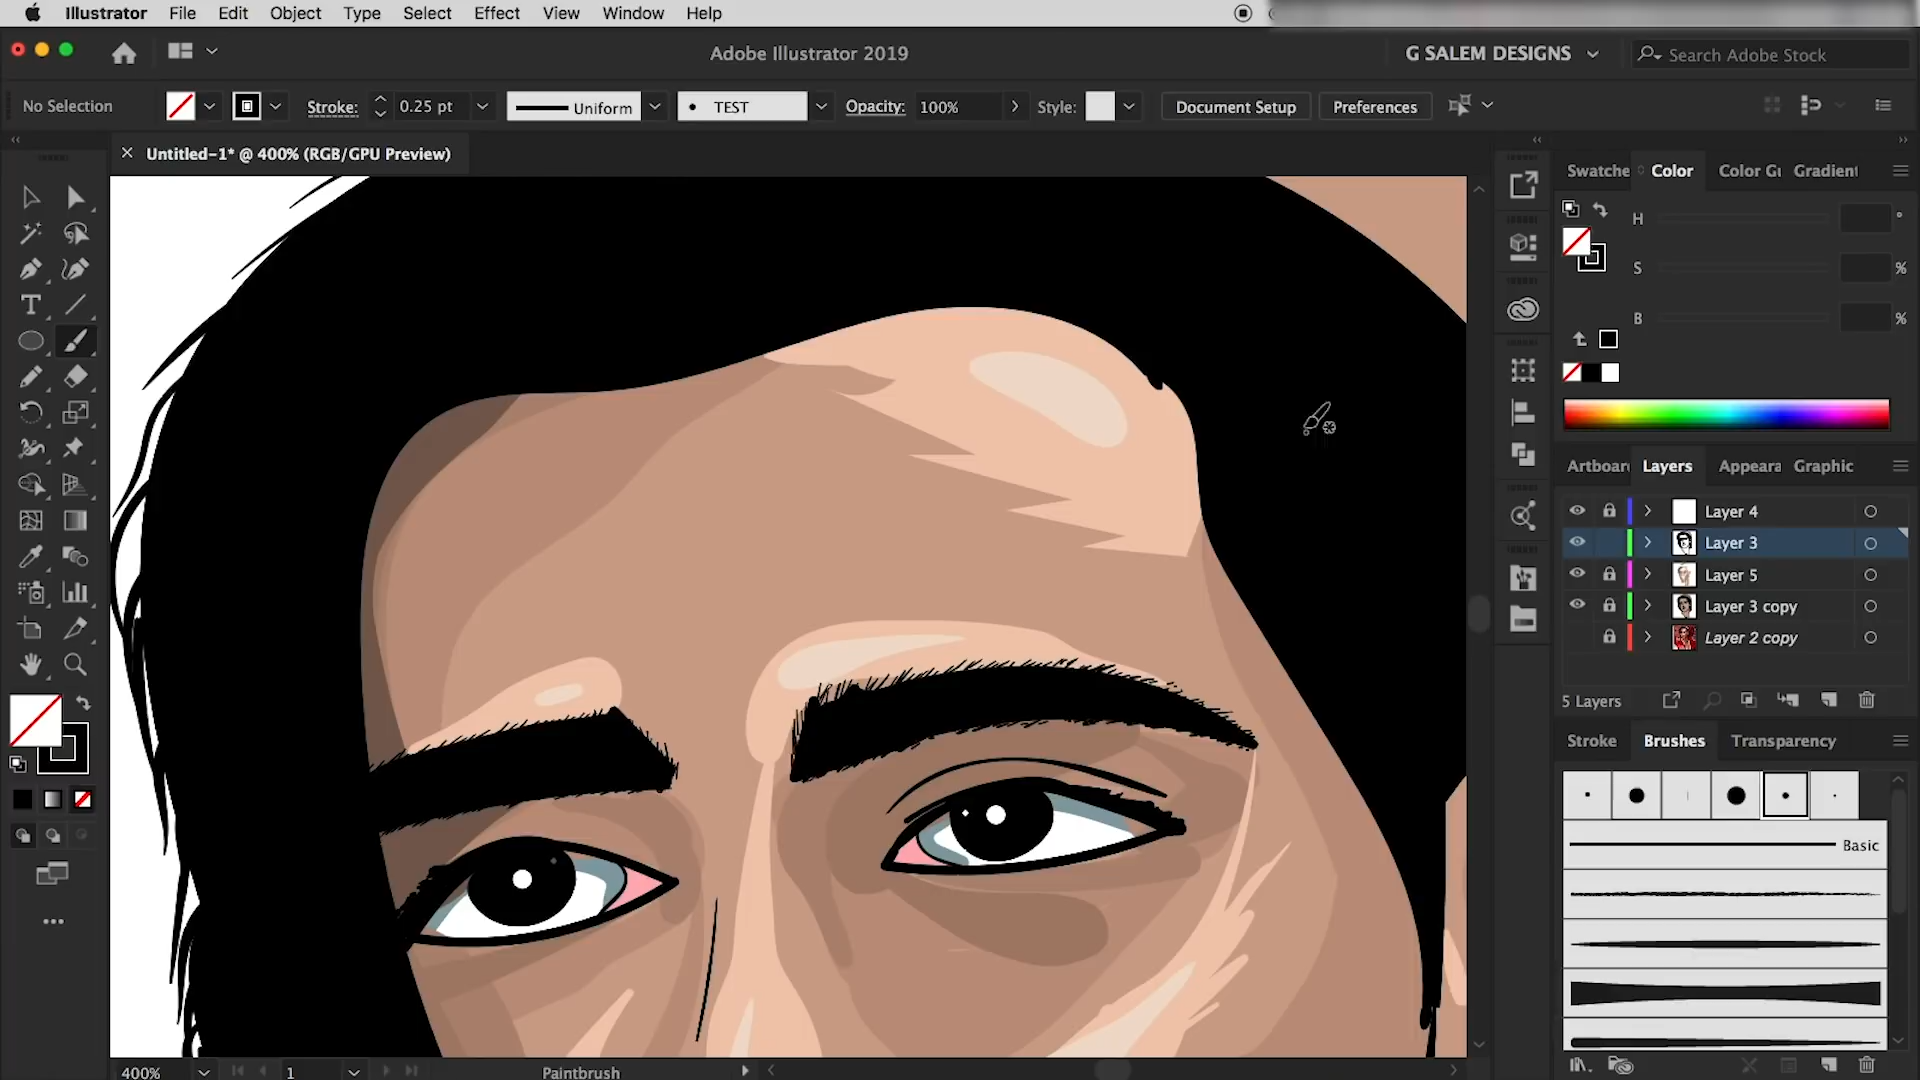 Illustrator File Edit Object Type Select Effect View Window Help
Adobe Illustrator 2019
G SALEM DESIGNS
Search Adobe Stock
No Selection
Stroke: 0.25 pt
Uniform
TEST
Opacity: 100%
Style:
Document Setup
Preferences
Untitled-1* @ 400% (RGB/GPU Preview)
Swatche Color Color Gu Gradient
H °
S %
B %
Artboar Layers Appeara Graphic
Layer 4
Layer 3
Layer 5
Layer 3 copy
Layer 2 copy
5 Layers
Stroke Brushes Transparency
Basic
400% 1 Paintbrush